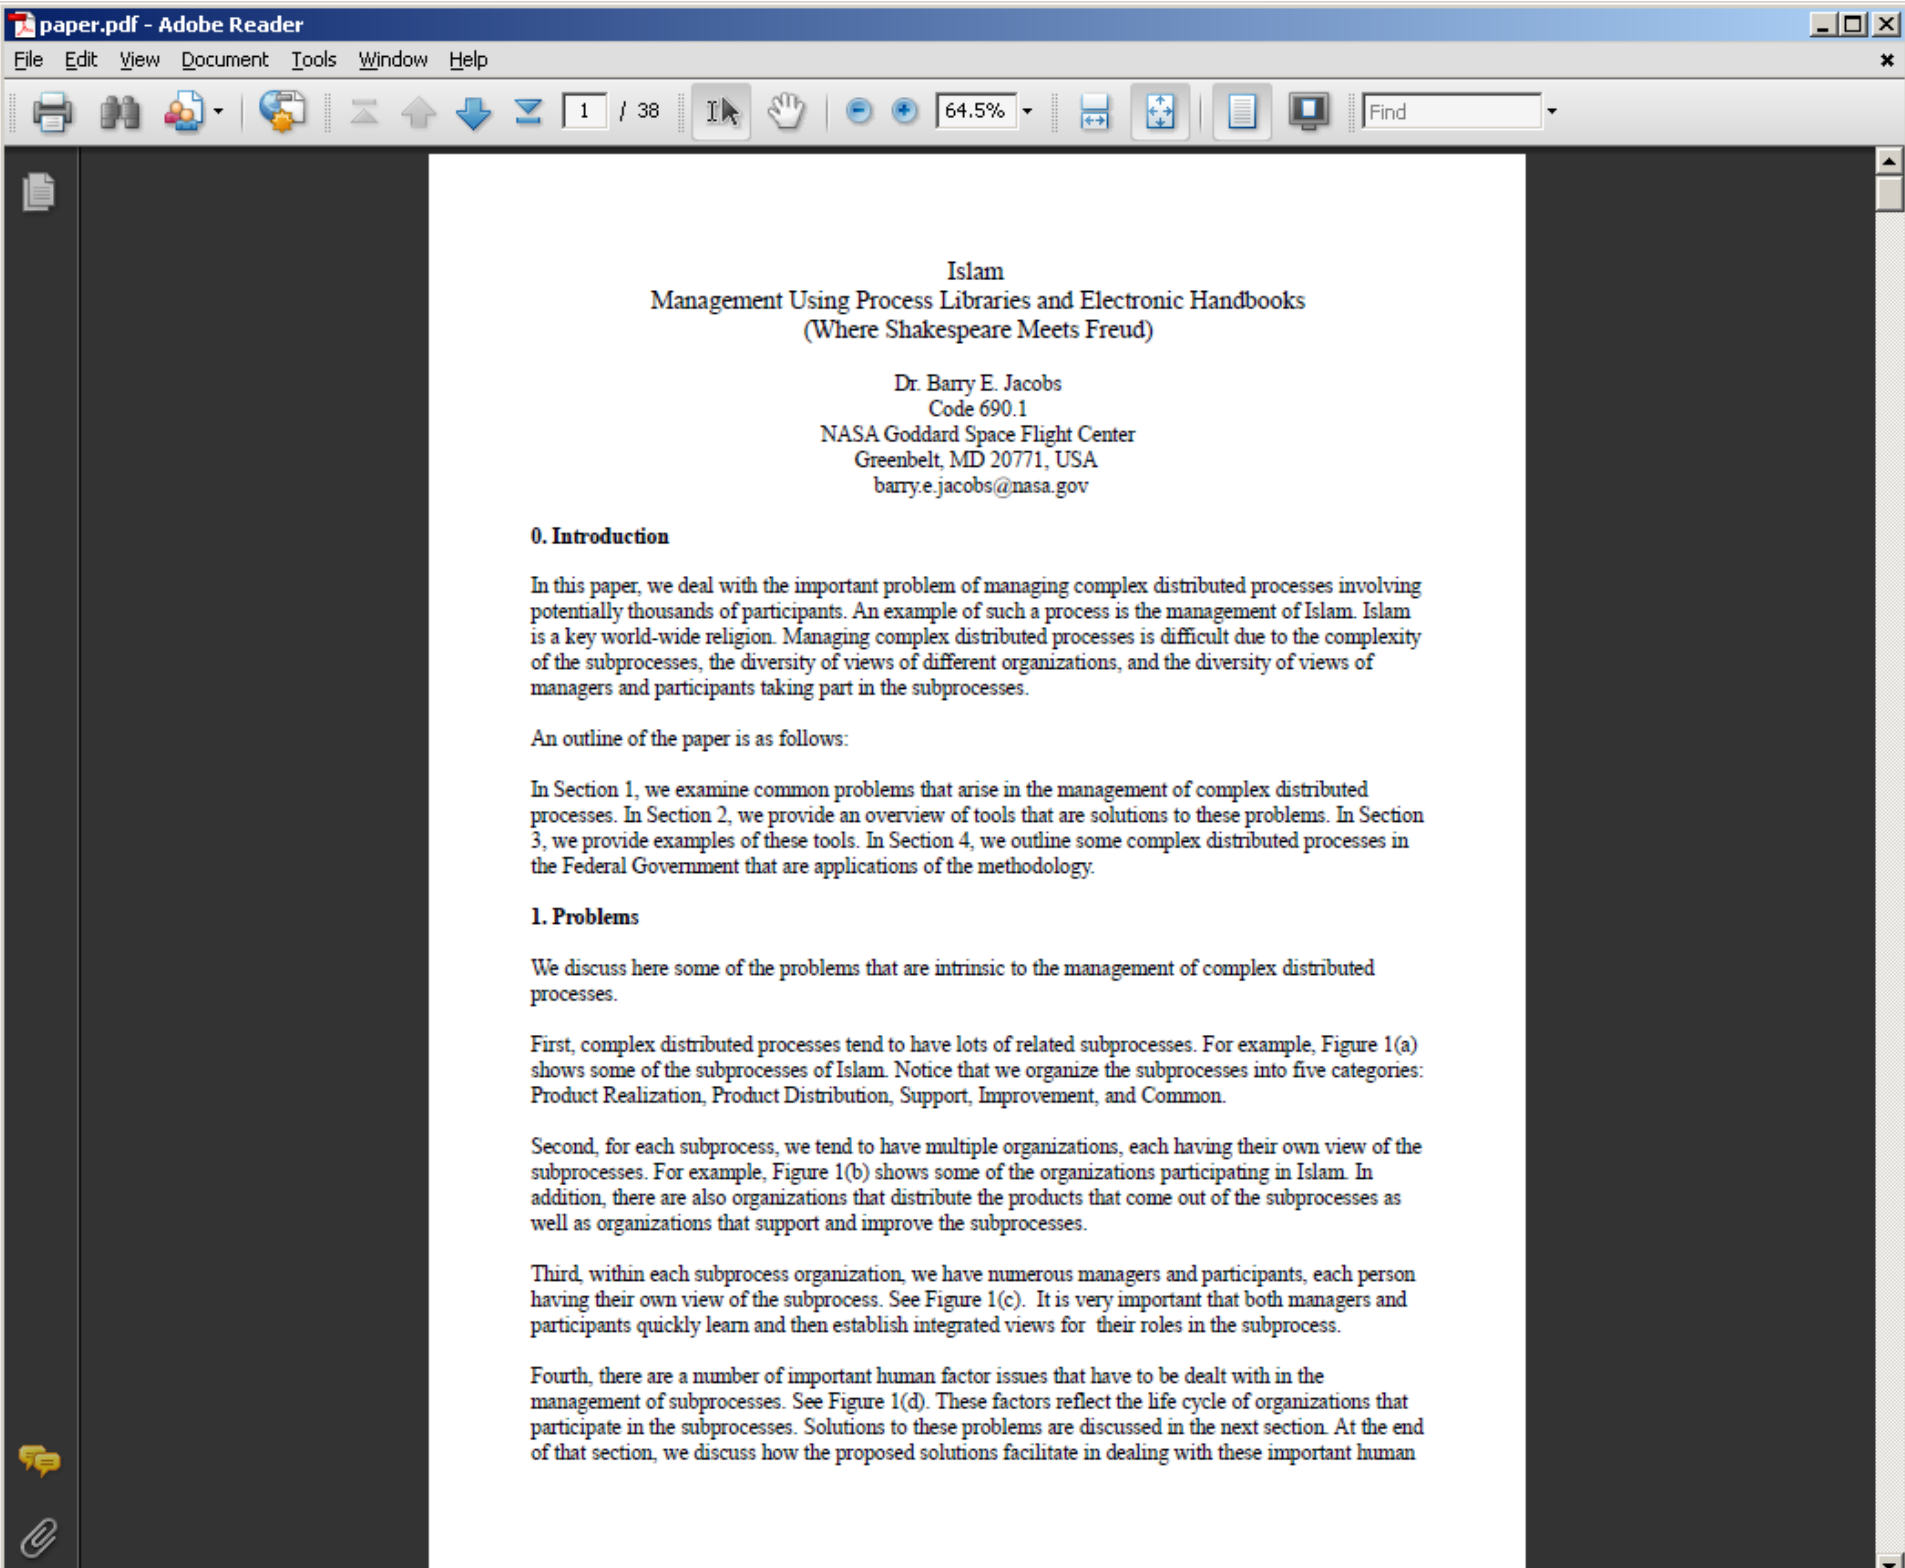 paper.pdf - Adobe Reader
File Edit View Document Tools Window Help
1 / 38 64.5% Find
Islam
Management Using Process Libraries and Electronic Handbooks
(Where Shakespeare Meets Freud)
Dr. Barry E. Jacobs
Code 690.1
NASA Goddard Space Flight Center
Greenbelt, MD 20771, USA
barry.e.jacobs@nasa.gov
0. Introduction
In this paper, we deal with the important problem of managing complex distributed processes involving
potentially thousands of participants. An example of such a process is the management of Islam. Islam
is a key world-wide religion. Managing complex distributed processes is difficult due to the complexity
of the subprocesses, the diversity of views of different organizations, and the diversity of views of
managers and participants taking part in the subprocesses.
An outline of the paper is as follows:
In Section 1, we examine common problems that arise in the management of complex distributed
processes. In Section 2, we provide an overview of tools that are solutions to these problems. In Section
3, we provide examples of these tools. In Section 4, we outline some complex distributed processes in
the Federal Government that are applications of the methodology.
1. Problems
We discuss here some of the problems that are intrinsic to the management of complex distributed
processes.
First, complex distributed processes tend to have lots of related subprocesses. For example, Figure 1(a)
shows some of the subprocesses of Islam. Notice that we organize the subprocesses into five categories:
Product Realization, Product Distribution, Support, Improvement, and Common.
Second, for each subprocess, we tend to have multiple organizations, each having their own view of the
subprocesses. For example, Figure 1(b) shows some of the organizations participating in Islam. In
addition, there are also organizations that distribute the products that come out of the subprocesses as
well as organizations that support and improve the subprocesses.
Third, within each subprocess organization, we have numerous managers and participants, each person
having their own view of the subprocess. See Figure 1(c). It is very important that both managers and
participants quickly learn and then establish integrated views for their roles in the subprocess.
Fourth, there are a number of important human factor issues that have to be dealt with in the
management of subprocesses. See Figure 1(d). These factors reflect the life cycle of organizations that
participate in the subprocesses. Solutions to these problems are discussed in the next section. At the end
of that section, we discuss how the proposed solutions facilitate in dealing with these important human